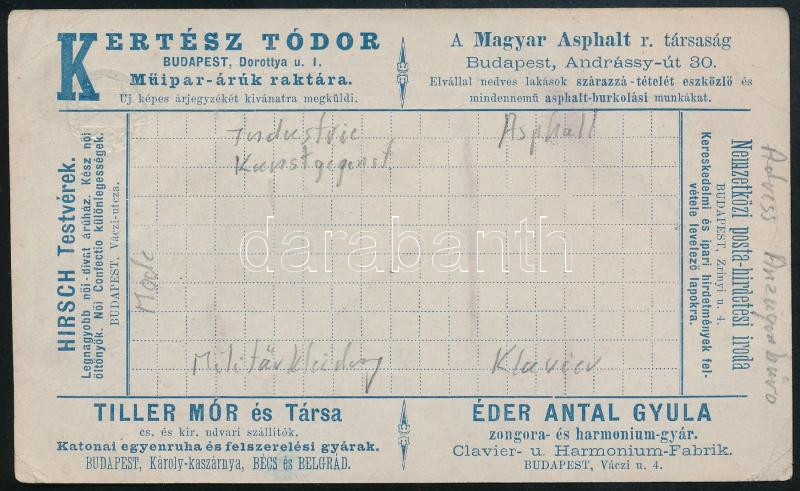 KERTÉSZ TÓDOR
BUDAPEST, Dorottya u. 1.
Műipar-árúk raktára.
Uj képes árjegyzékét kivánatra megküldi.
A Magyar Asphalt r. társaság
Budapest, Andrássy-út 30.
Elvállal nedves lakások szárazzá-tételét eszközlő és
mindennemű asphalt-burkolási munkákat.
HIRSCH Testvérek.
Legnagyobb női-divat árúház. Kész női
öltönyök. Női Confectio különlegességek.
BUDAPEST, Váczi-utcza.
Industrie
Kunstgegenst
Asphalt
Mode
Militärkleidung
Klavier
Nemzetközi posta-hirdetési iroda
BUDAPEST, Zrinyi u. 4.
Kereskedelmi és ipari hirdetmények fel-
vétele levelező lapokra.
Adress Anzeigenbüro
TILLER MÓR és Társa
cs. és kir. udvari szállítók.
Katonai egyenruha és felszerelési gyárak.
BUDAPEST, Károly-kaszárnya, BÉCS és BELGRÁD.
ÉDER ANTAL GYULA
zongora- és harmonium-gyár.
Clavier- u. Harmonium-Fabrik.
BUDAPEST, Váczi u. 4.
darabanth